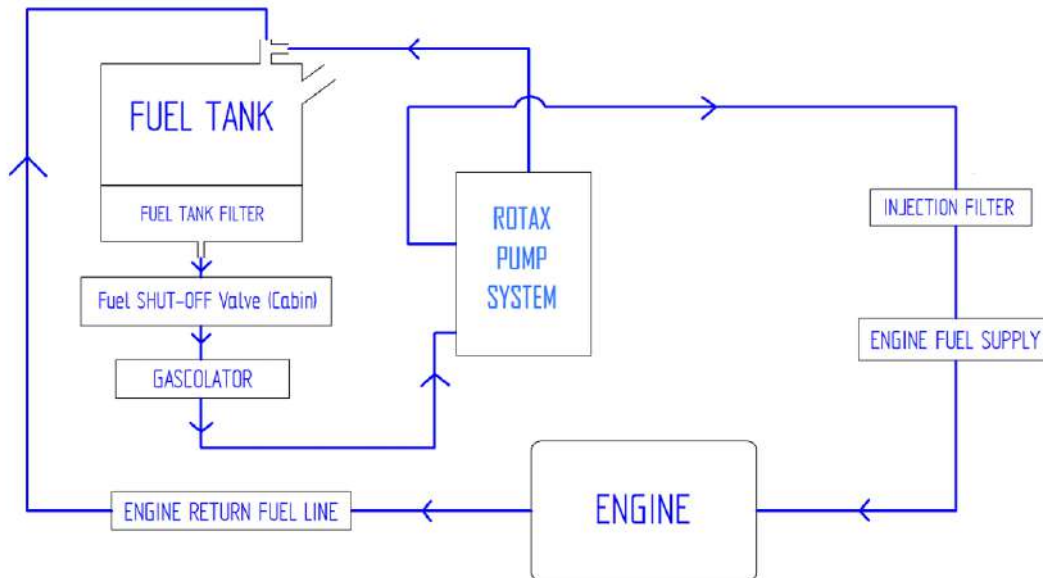 FUEL TANK
FUEL TANK FILTER
Fuel SHUT-OFF Valve (Cabin)
GASCOLATOR
ROTAX
PUMP
SYSTEM
INJECTION FILTER
ENGINE FUEL SUPPLY
ENGINE
ENGINE RETURN FUEL LINE